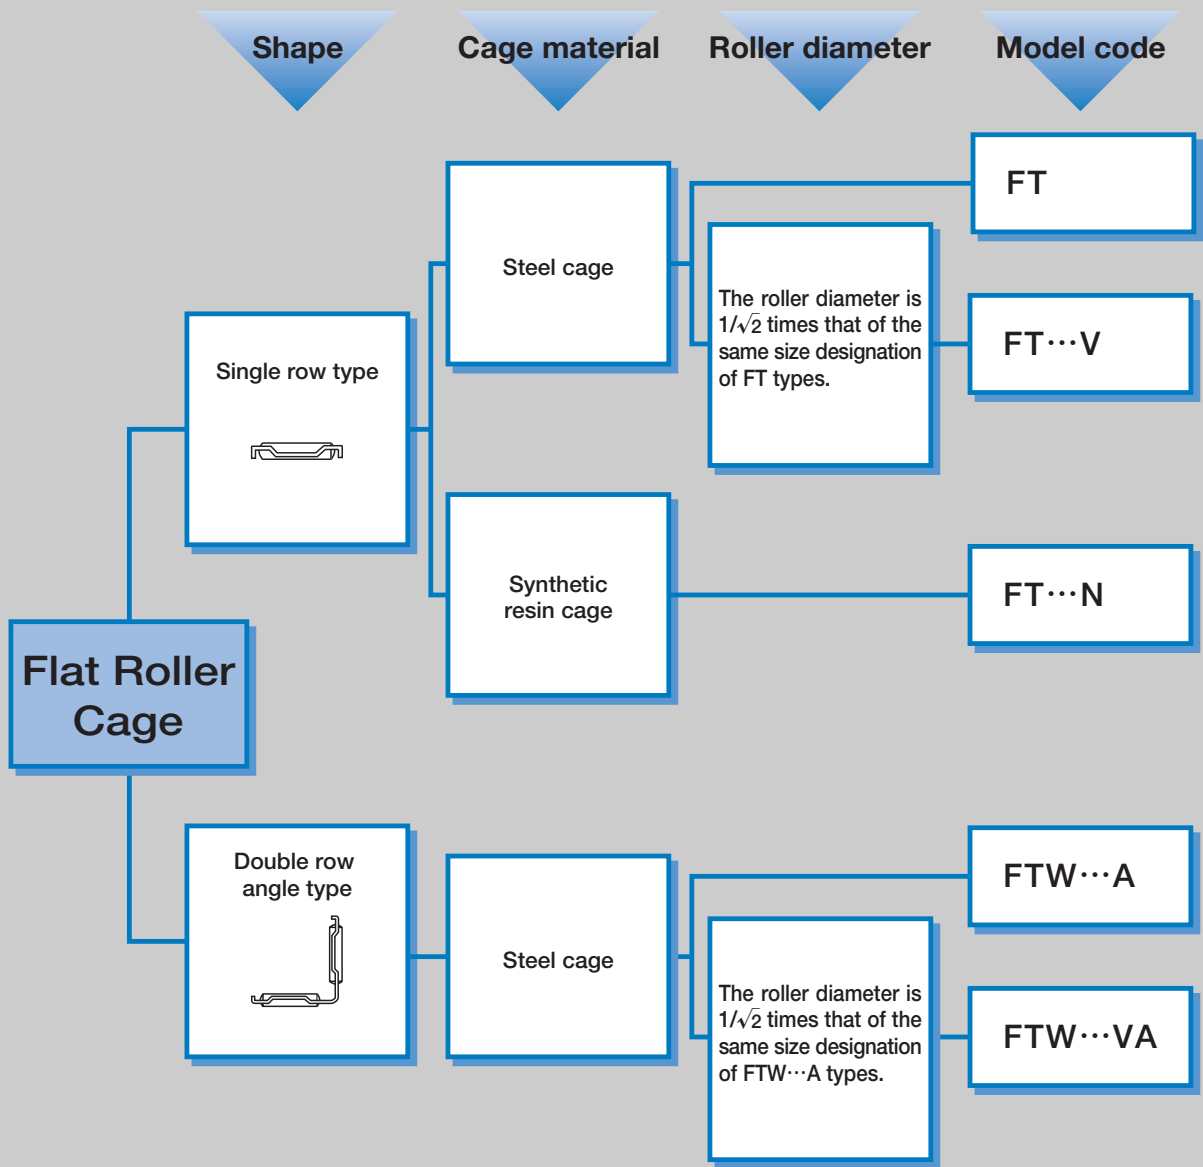 Shape
Cage material
Roller diameter
Model code
Flat Roller
Cage
Single row type
Steel cage
FT
The roller diameter is
1/√2 times that of the
same size designation
of FT types.
FT···V
Synthetic
resin cage
FT···N
Double row
angle type
Steel cage
FTW···A
The roller diameter is
1/√2 times that of the
same size designation
of FTW···A types.
FTW···VA